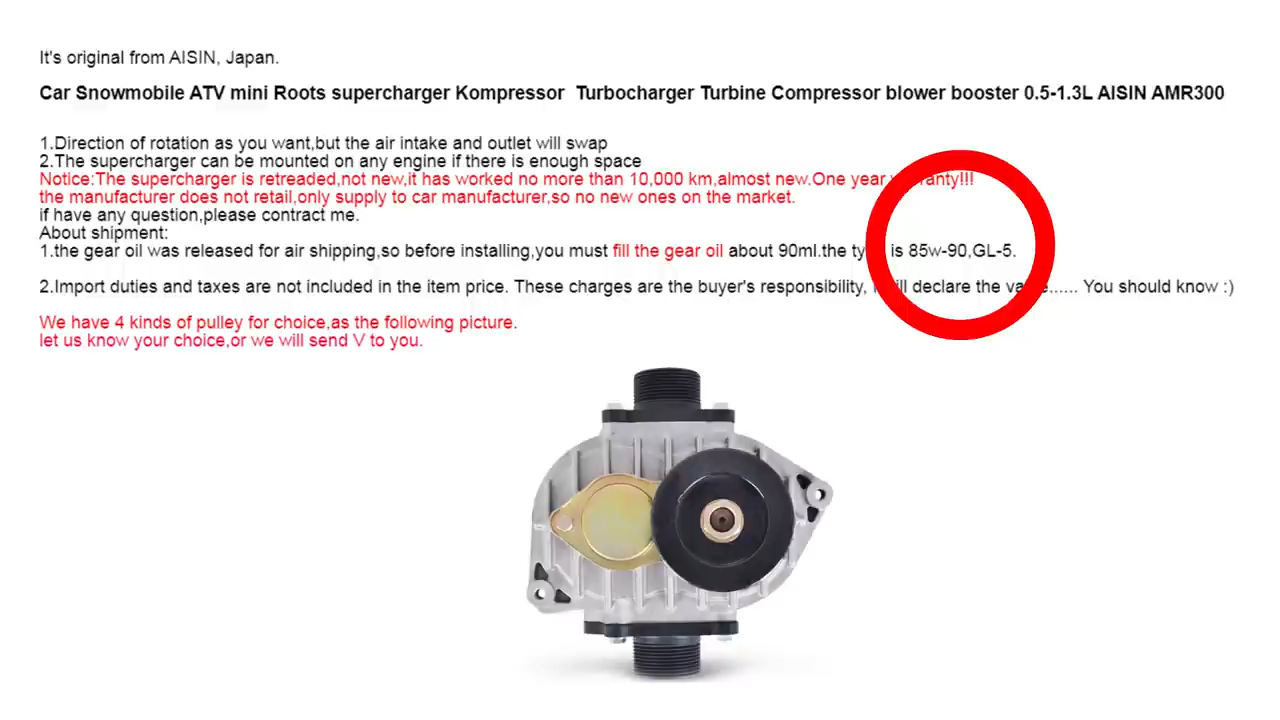 It's original from AISIN, Japan.
Car Snowmobile ATV mini Roots supercharger Kompressor Turbocharger Turbine Compressor blower booster 0.5-1.3L AISIN AMR300
1.Direction of rotation as you want,but the air intake and outlet will swap
2.The supercharger can be mounted on any engine if there is enough space
Notice:The supercharger is retreaded,not new,it has worked no more than 10,000 km,almost new.One year warranty!!!
the manufacturer does not retail,only supply to car manufacturer,so no new ones on the market.
if have any question,please contract me.
About shipment:
1.the gear oil was released for air shipping,so before installing,you must fill the gear oil about 90ml.the type is 85w-90,GL-5.
2.Import duties and taxes are not included in the item price. These charges are the buyer's responsibility, I will declare the value...... You should know :)
We have 4 kinds of pulley for choice,as the following picture.
let us know your choice,or we will send V to you.